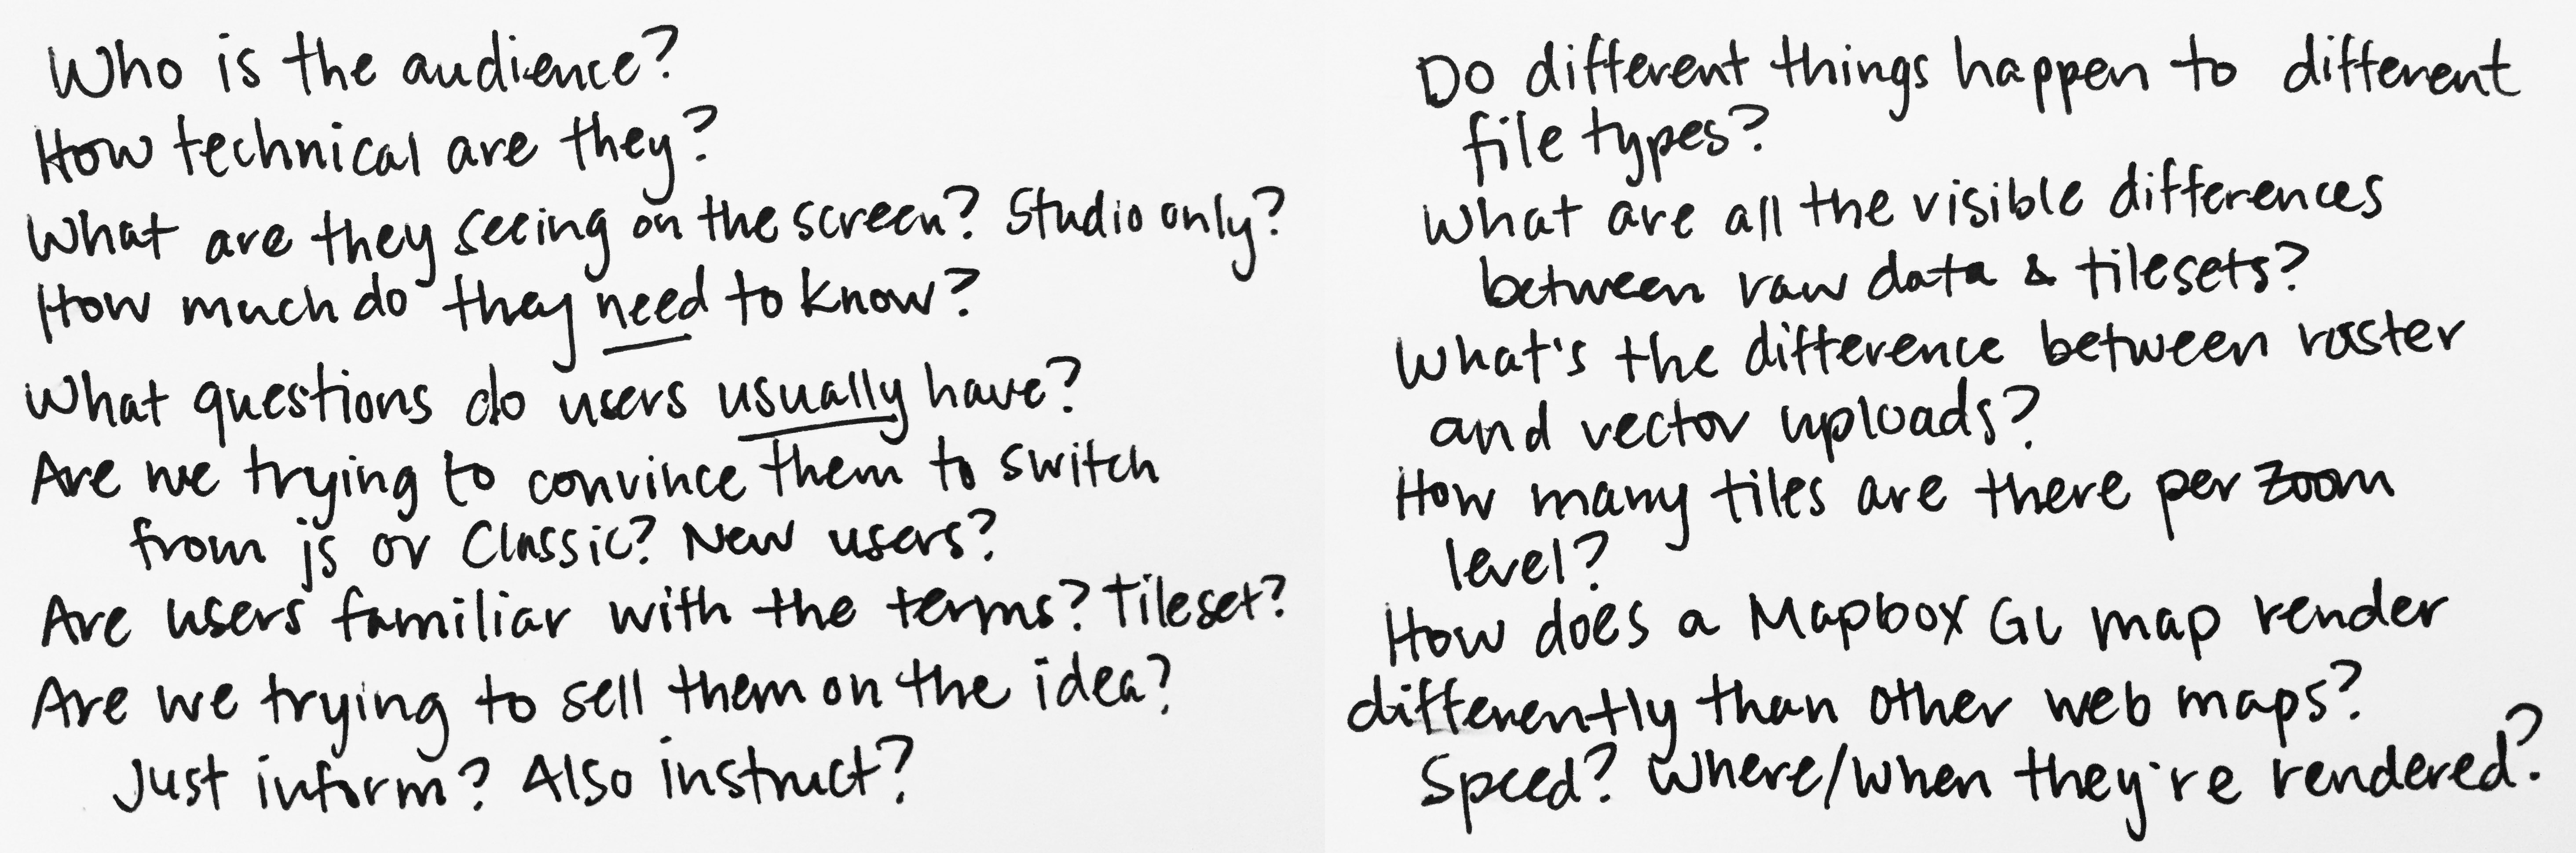 Who is the audience?
How technical are they?
What are they seeing on the screen? Studio only?
How much do they need to know?
What questions do users usually have?
Are we trying to convince them to switch
from js or Classic? New users?
Are users familiar with the terms? Tileset?
Are we trying to sell them on the idea?
Just inform? Also instruct?
Do different things happen to different
file types?
What are all the visible differences
between raw data & tilesets?
What's the difference between raster
and vector uploads?
How many tiles are there per zoom
level?
How does a Mapbox GL map render
differently than other web maps?
Speed? Where/when they're rendered?